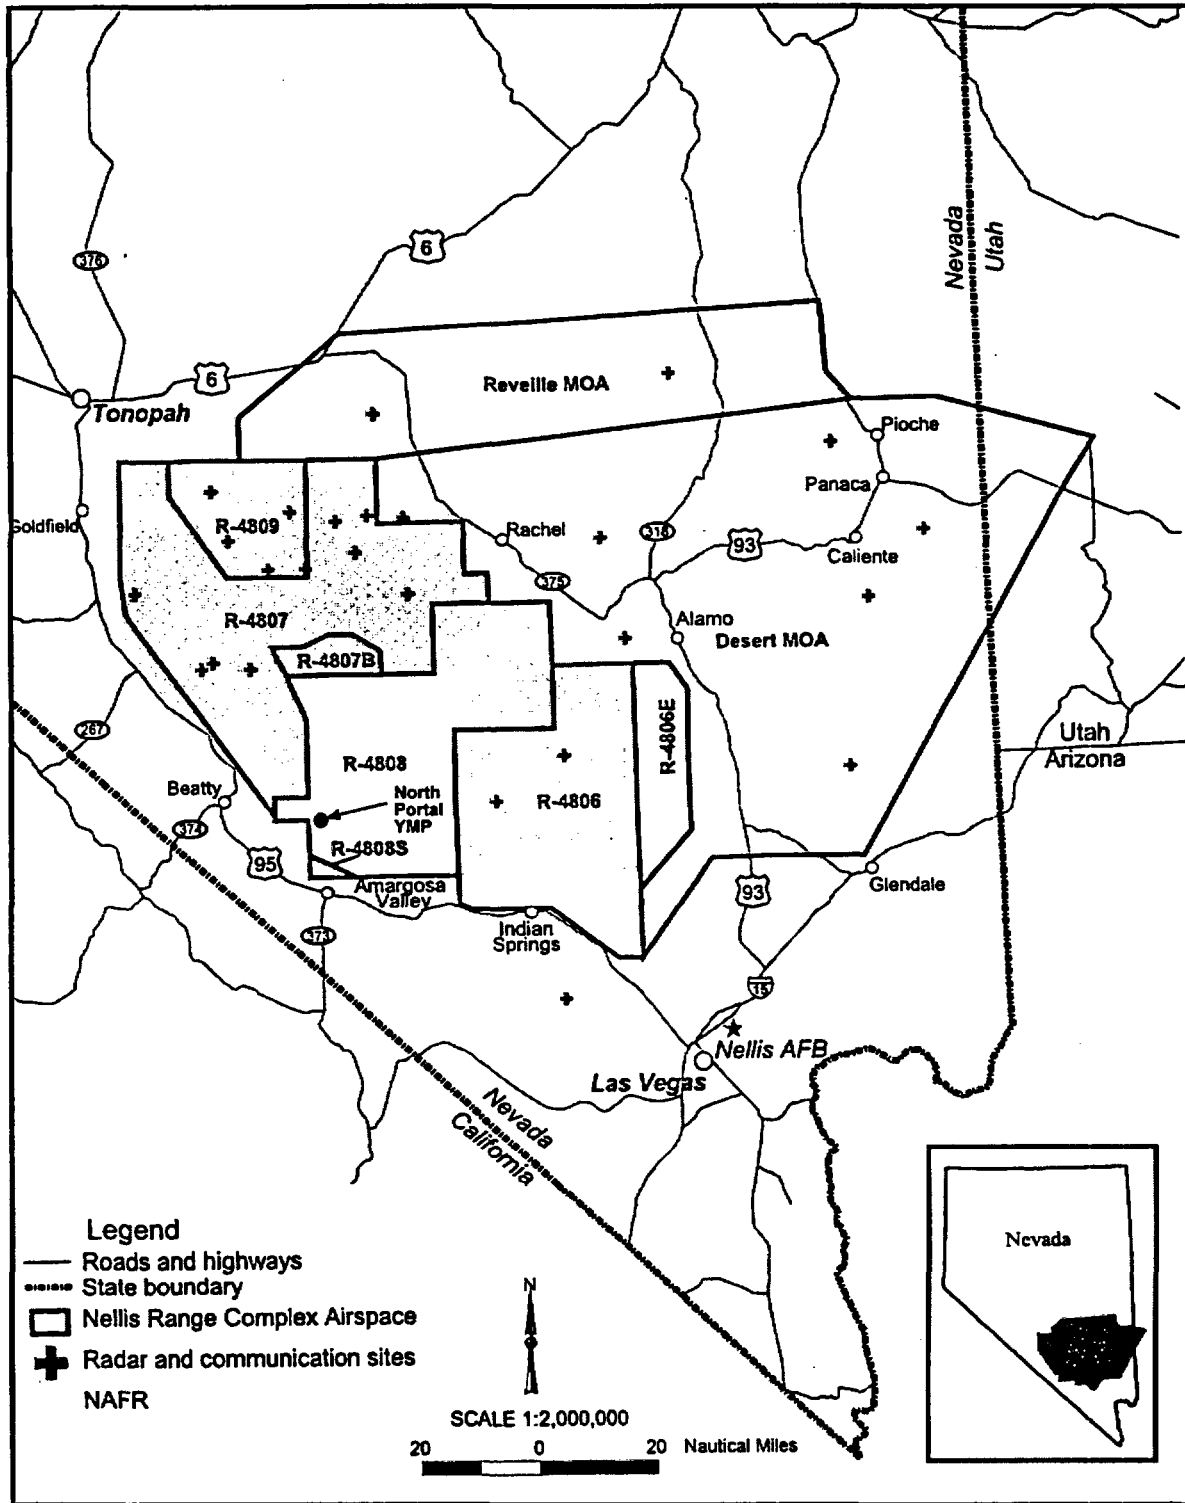 Nevada
Utah
376
6
Reveille MOA
6
Tonopah
Pioche
Panaca
Goldfield
R-4809
Rachel
318
93
Caliente
375
R-4807
Alamo
Desert MOA
R-4807B
R-4806E
267
Utah
Arizona
R-4808
Beatty
North
Portal
YMP
R-4806
374
R-4808S
95
Amargosa
Valley
93
Glendale
Indian
Springs
373
15
Nellis AFB
Las Vegas
Nevada
California
Legend
Roads and highways
State boundary
Nellis Range Complex Airspace
Radar and communication sites
NAFR
N
SCALE 1:2,000,000
20 0 20 Nautical Miles
Nevada